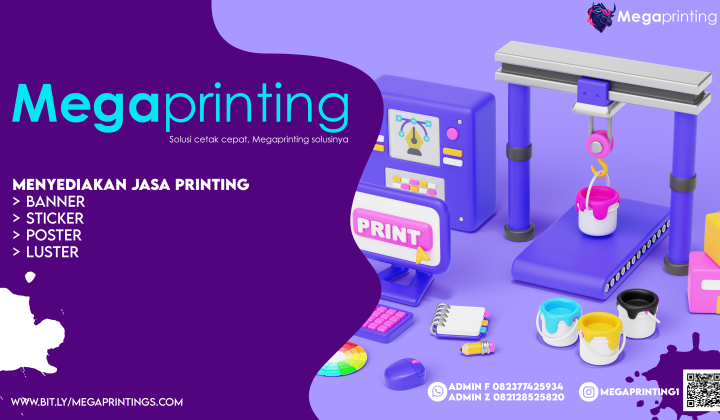 Megaprinting
Megaprinting
Solusi cetak cepat, Megaprinting solusinya
MENYEDIAKAN JASA PRINTING
> BANNER
> STICKER
> POSTER
> LUSTER
PRINT
WWW.BIT.LY/MEGAPRINTINGS.COM
ADMIN F 082377425934
ADMIN Z 082128525820
MEGAPRINTING1